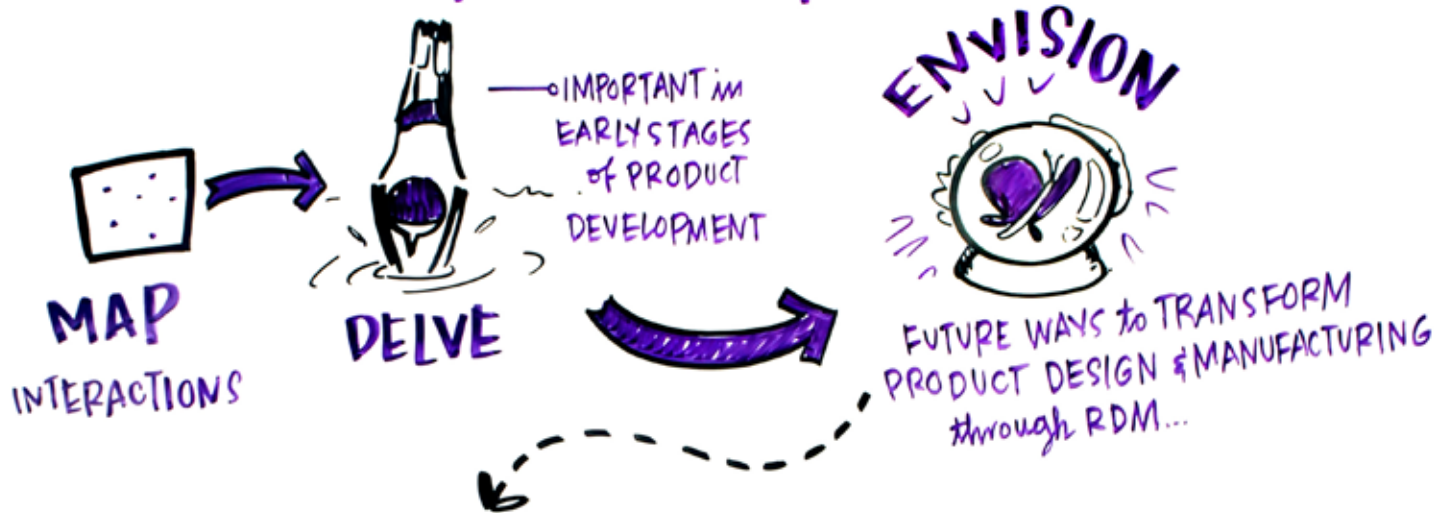 MAP
INTERACTIONS
DELVE
IMPORTANT in
EARLY STAGES
of PRODUCT
DEVELOPMENT
ENVISION
FUTURE WAYS to TRANSFORM
PRODUCT DESIGN & MANUFACTURING
through RDM...